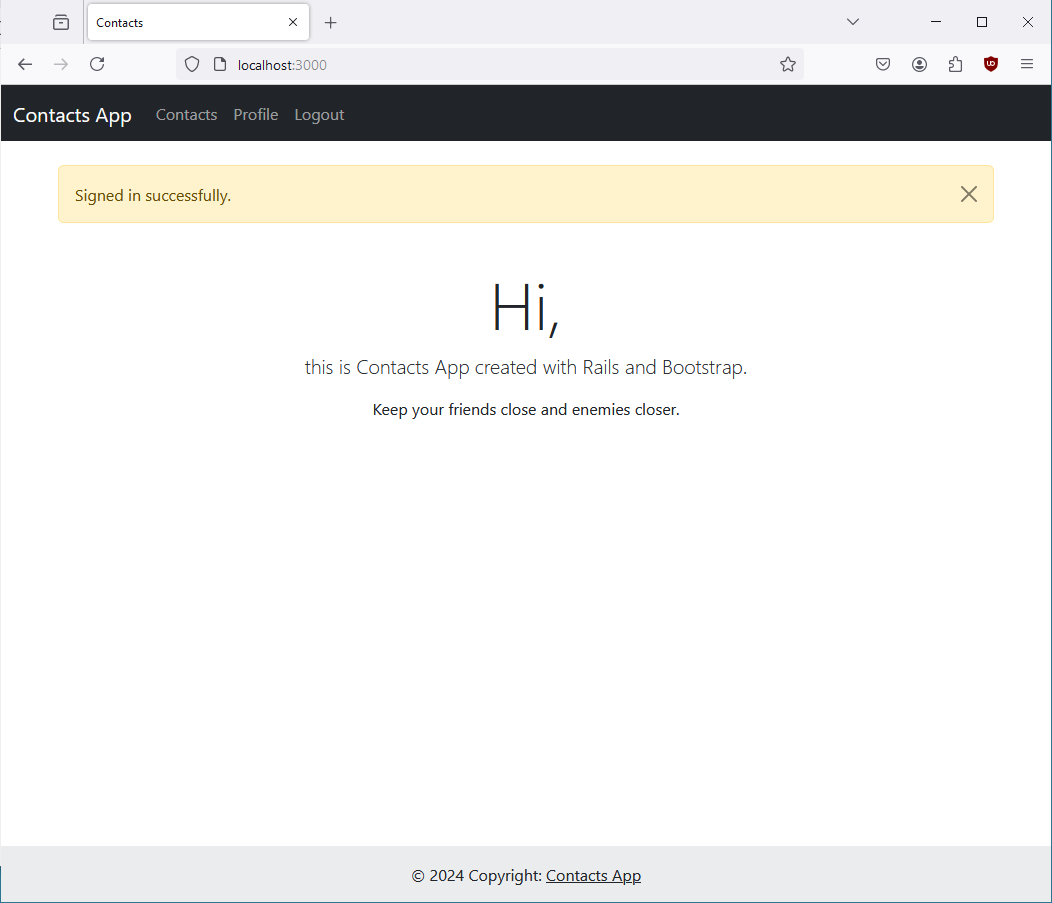 Contacts
localhost:3000
Contacts App Contacts Profile Logout
Signed in successfully.
Hi,
this is Contacts App created with Rails and Bootstrap.
Keep your friends close and enemies closer.
© 2024 Copyright: Contacts App